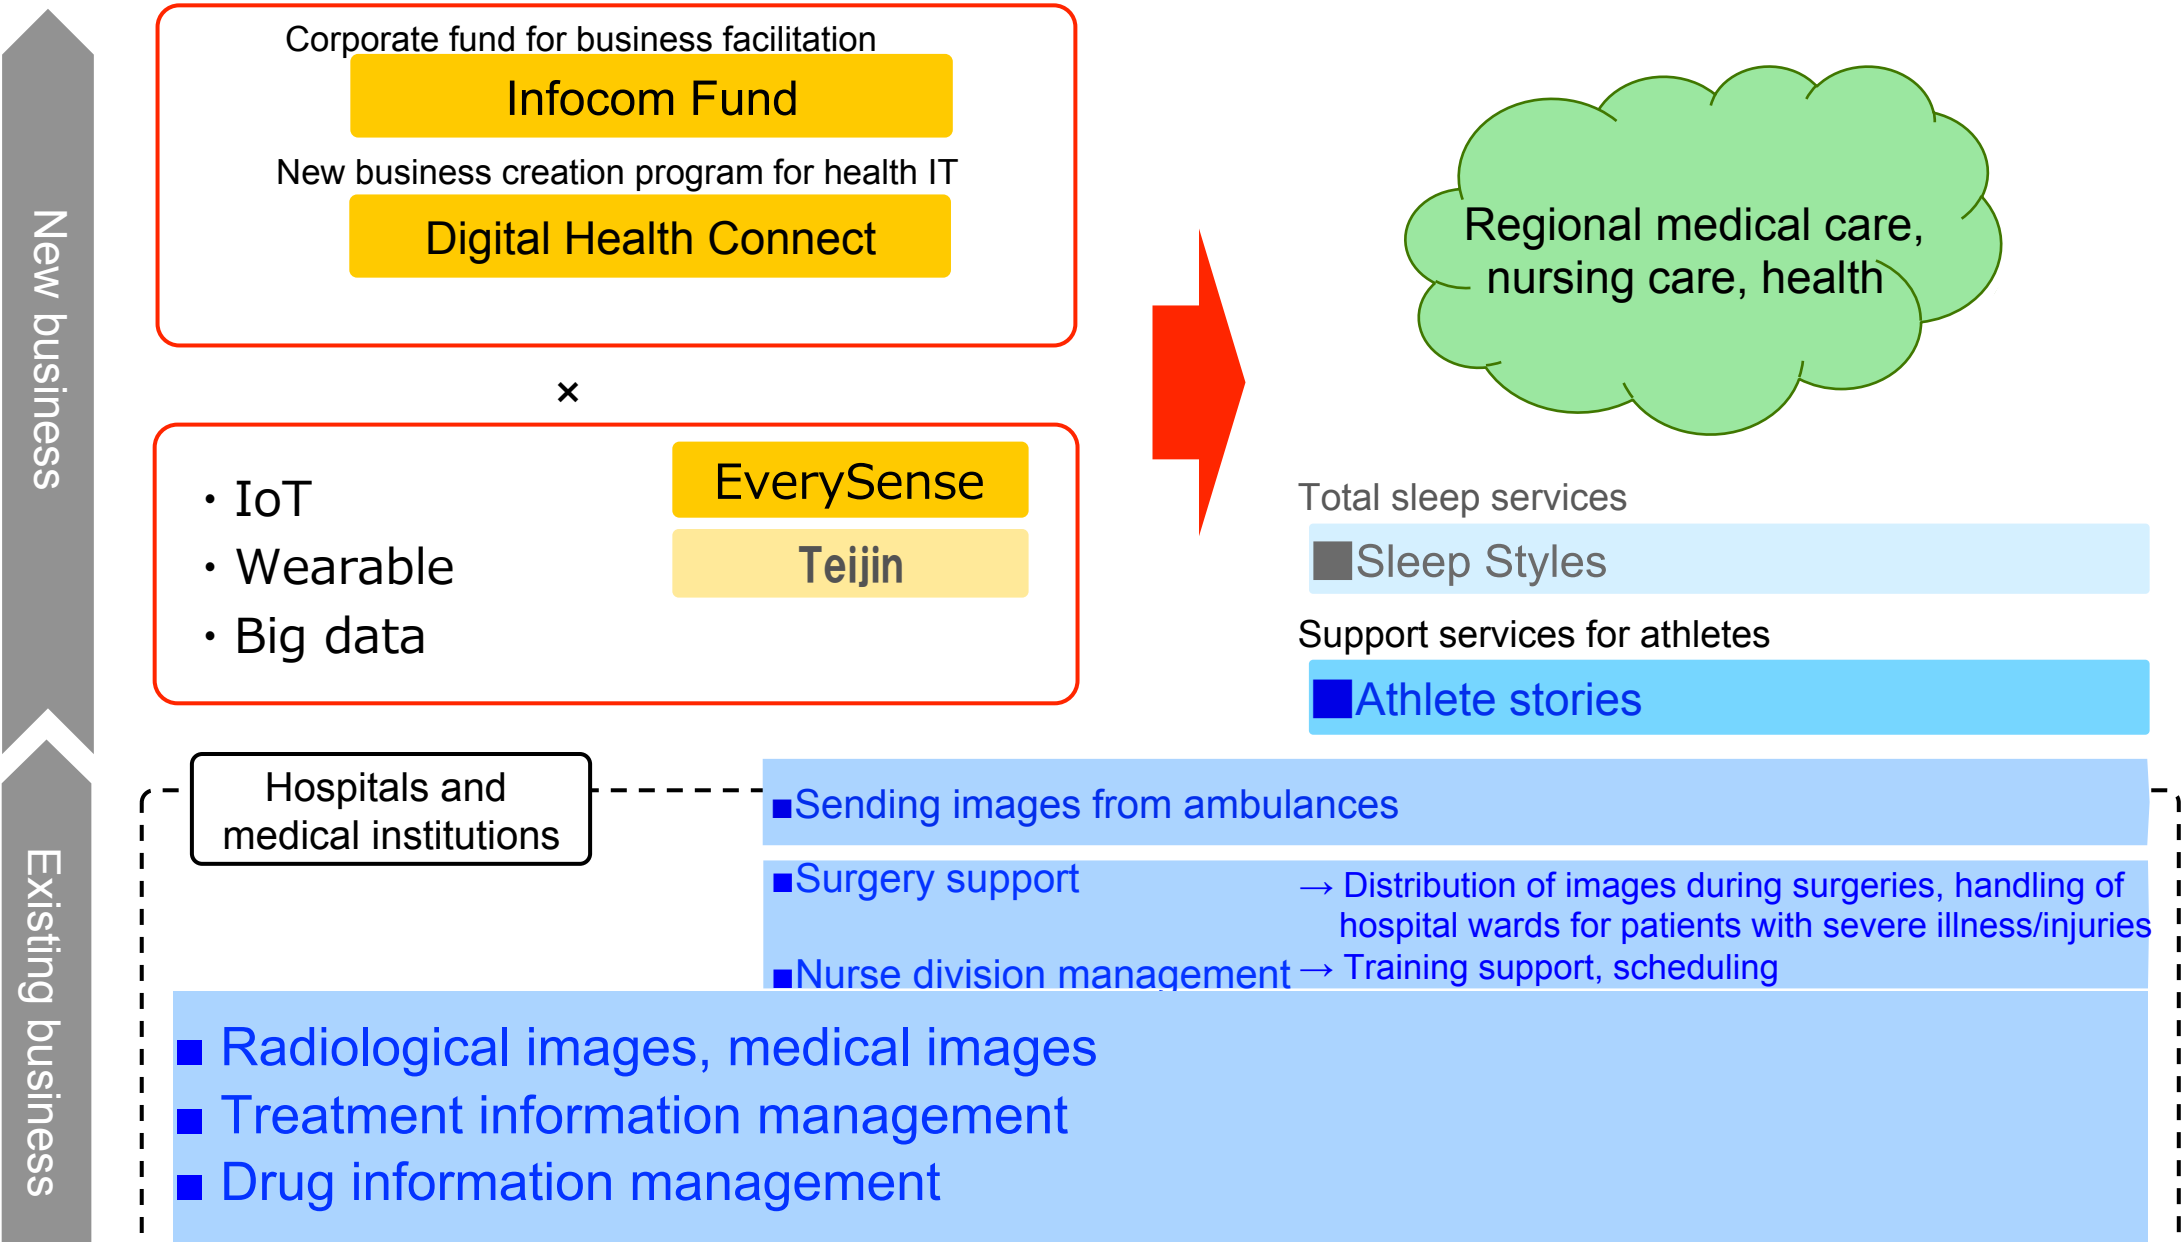 Corporate fund for business facilitation
Infocom Fund
New business creation program for health IT
Digital Health Connect
×
・IoT
・Wearable
・Big data
EverySense
Teijin
Regional medical care,
nursing care, health
Total sleep services
■Sleep Styles
Support services for athletes
■Athlete stories
New business
Hospitals and
medical institutions
■Sending images from ambulances
■Surgery support
→ Distribution of images during surgeries, handling of
hospital wards for patients with severe illness/injuries
■Nurse division management
→ Training support, scheduling
■ Radiological images, medical images
■ Treatment information management
■ Drug information management
Existing business